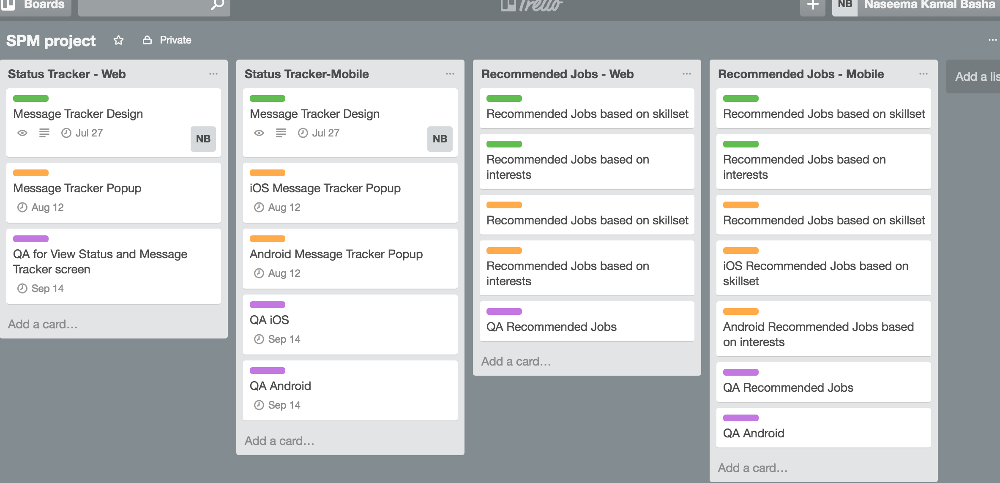 Boards
Trello
NB
Naseema Kamal Basha
SPM project
Private
...
Status Tracker - Web
Message Tracker Design
Jul 27
NB
Message Tracker Popup
Aug 12
QA for View Status and Message
Tracker screen
Sep 14
Add a card...
Status Tracker-Mobile
Message Tracker Design
Jul 27
NB
iOS Message Tracker Popup
Aug 12
Android Message Tracker Popup
Aug 12
QA iOS
Sep 14
QA Android
Sep 14
Add a card...
Recommended Jobs - Web
Recommended Jobs based on skillset
Recommended Jobs based on
interests
Recommended Jobs based on skillset
Recommended Jobs based on
interests
QA Recommended Jobs
Add a card...
Recommended Jobs - Mobile
Recommended Jobs based on skillset
Recommended Jobs based on
interests
Recommended Jobs based on skillset
iOS Recommended Jobs based on
skillset
Android Recommended Jobs based
on interests
QA Recommended Jobs
QA Android
Add a card...
Add a lis